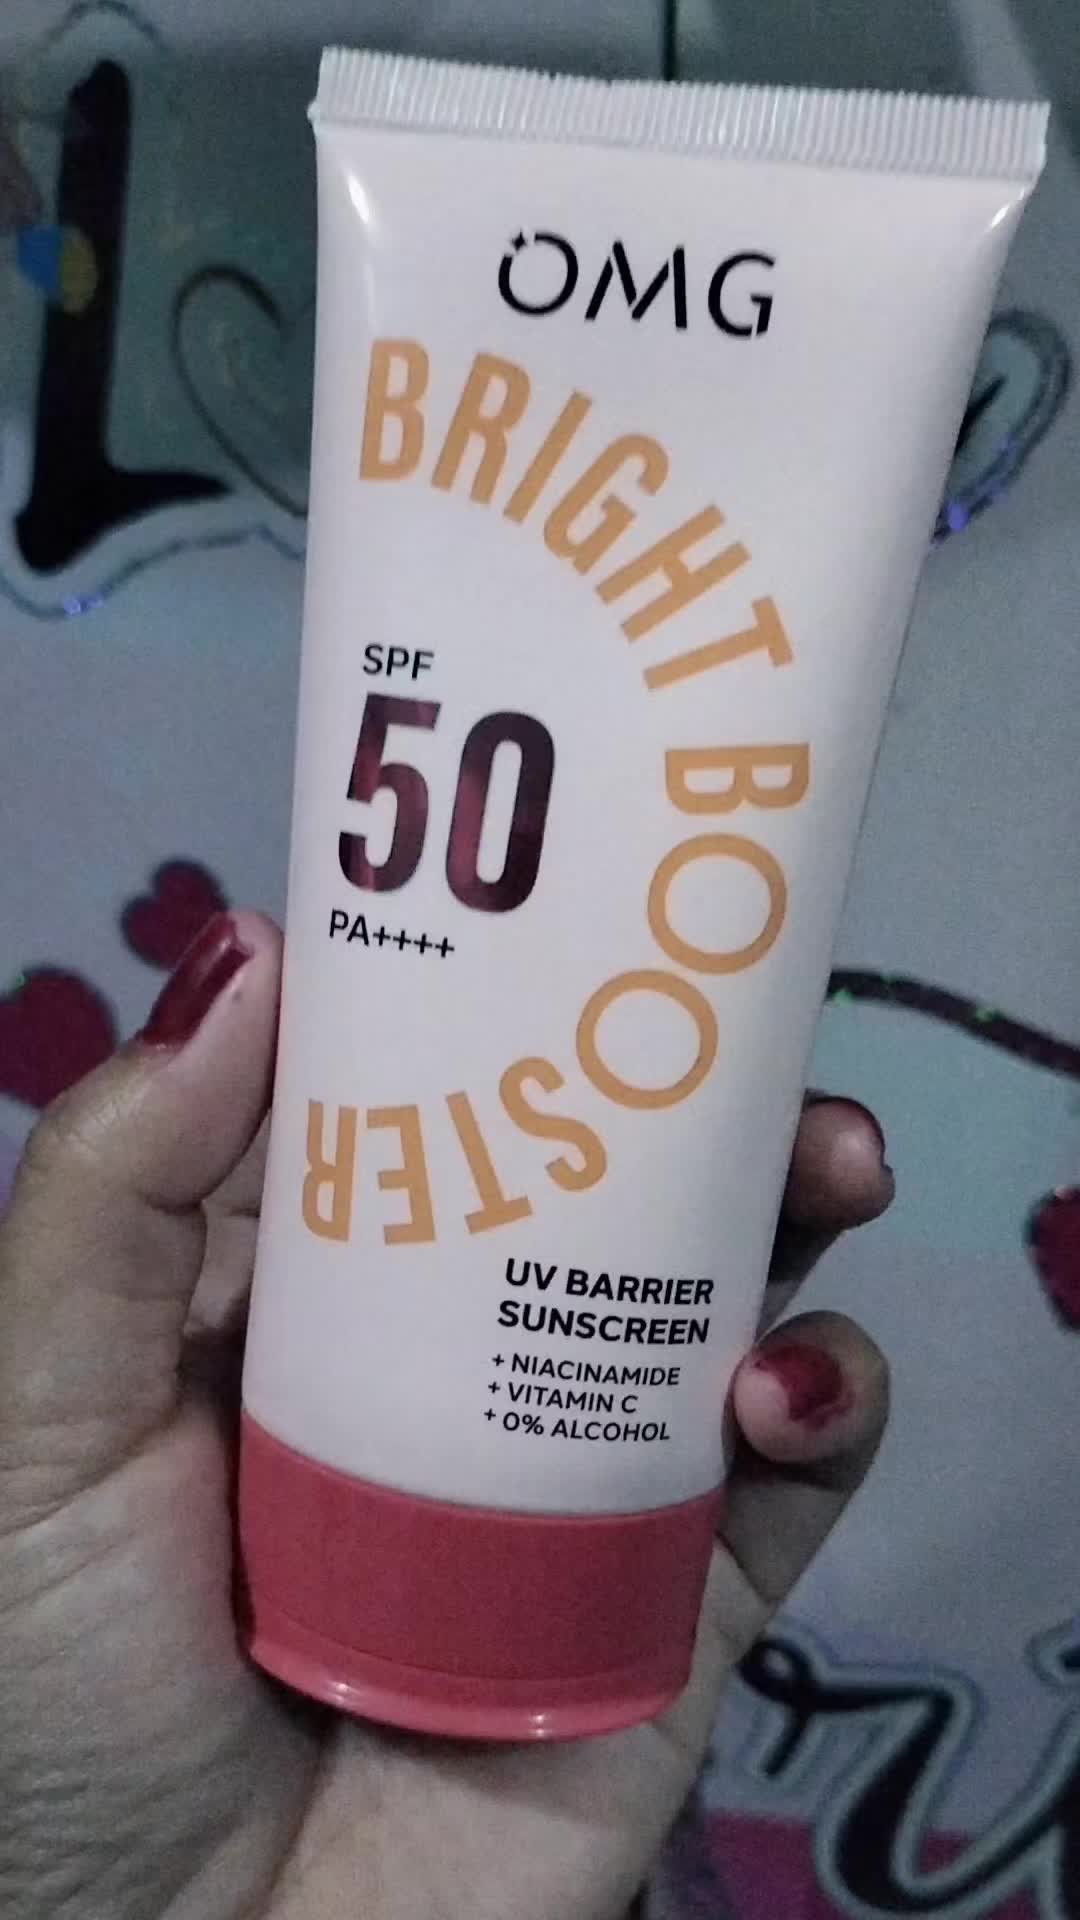 OMG
BRIGHT BOOSTER
SPF
50
PA++++
UV BARRIER
SUNSCREEN
+ NIACINAMIDE
+ VITAMIN C
+ 0% ALCOHOL